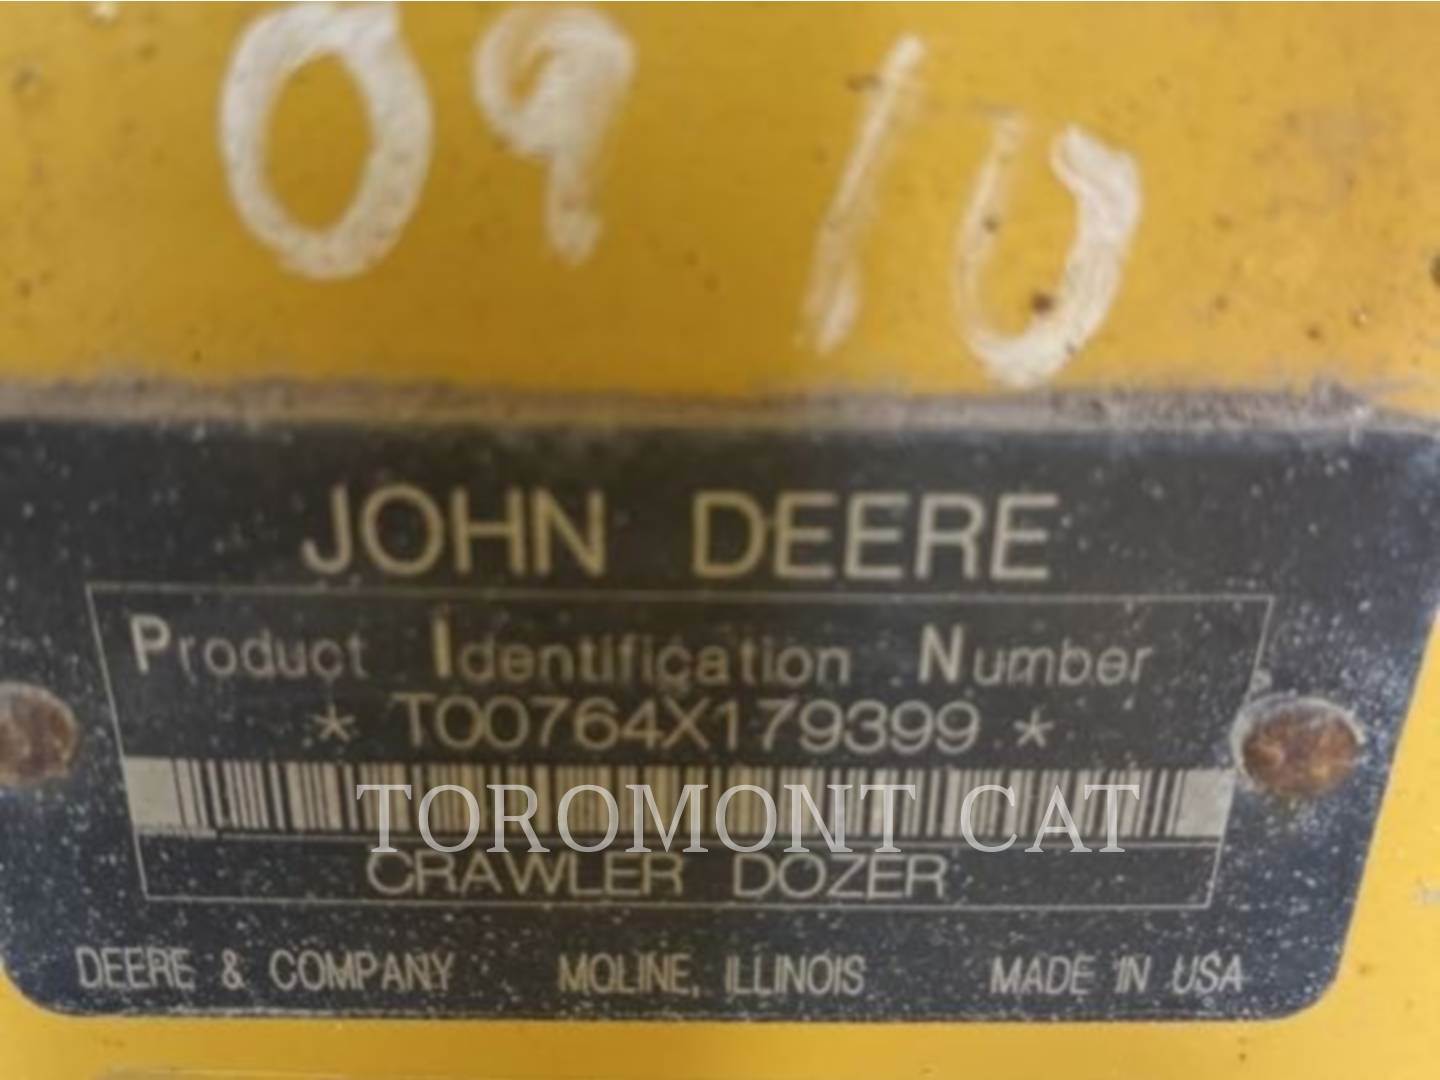 09 10
JOHN DEERE
Product Identification Number
* T00764X179399 *
TOROMONT CAT
CRAWLER DOZER
DEERE & COMPANY MOLINE, ILLINOIS MADE IN USA